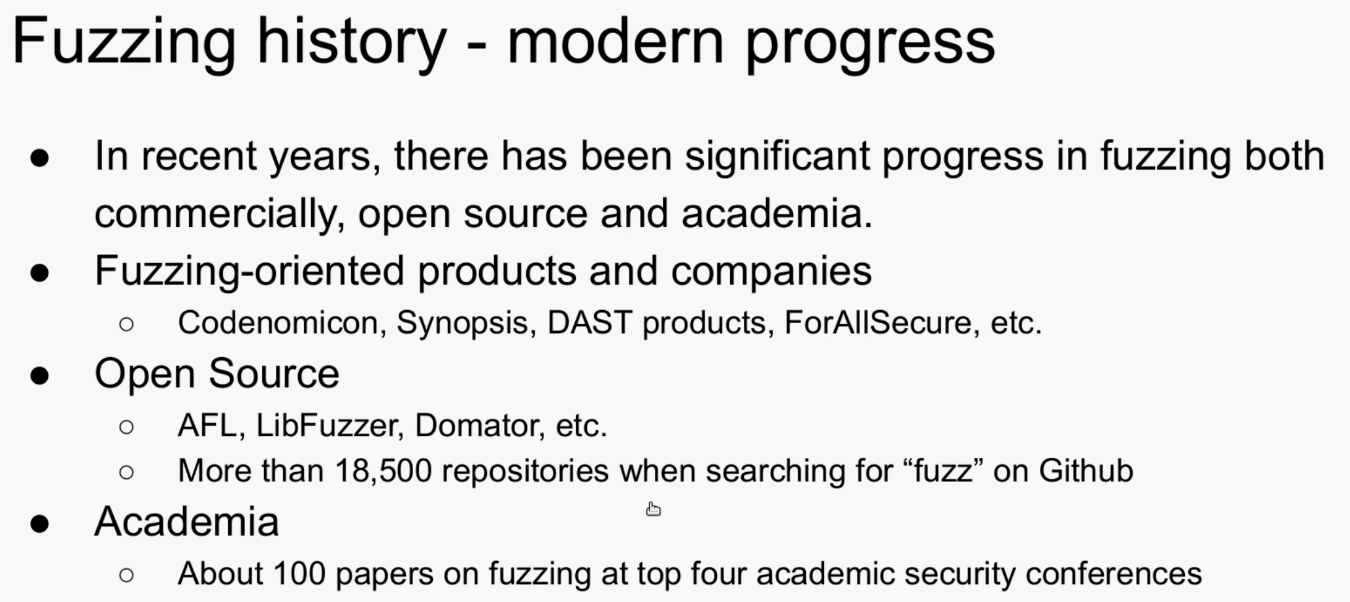 Fuzzing history - modern progress
● In recent years, there has been significant progress in fuzzing both
commercially, open source and academia.
● Fuzzing-oriented products and companies
○ Codenomicon, Synopsis, DAST products, ForAllSecure, etc.
● Open Source
○ AFL, LibFuzzer, Domator, etc.
○ More than 18,500 repositories when searching for “fuzz” on Github
● Academia
○ About 100 papers on fuzzing at top four academic security conferences